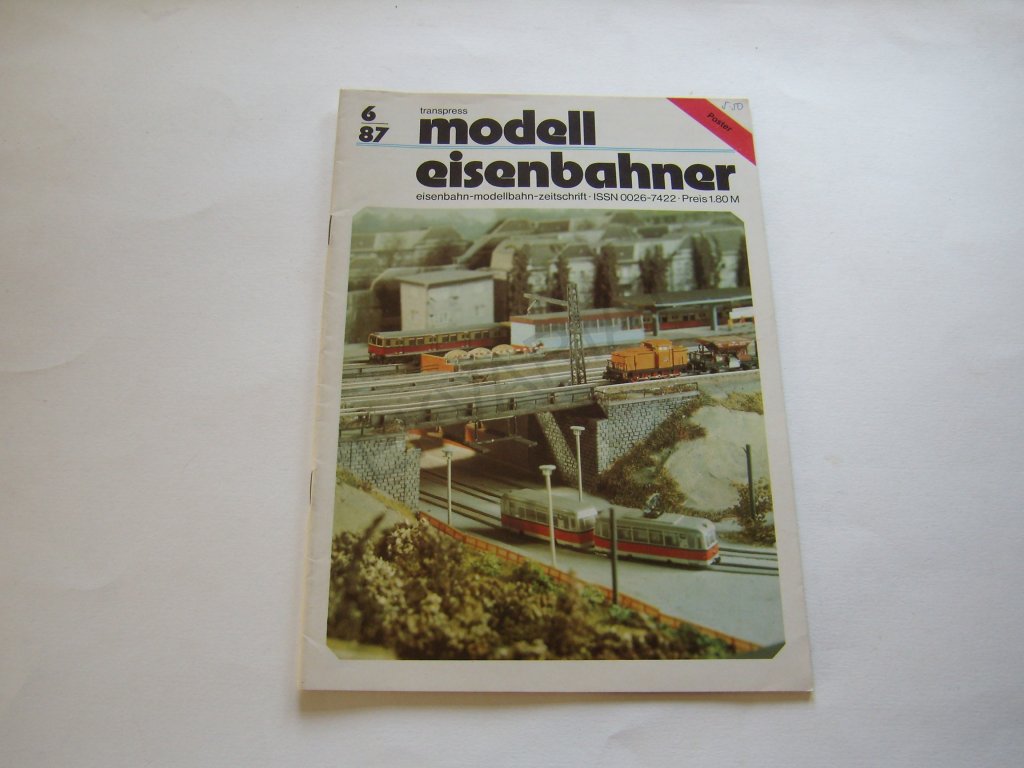 6
87
transpress
modell
eisenbahner
eisenbahn-modellbahn-zeitschrift · ISSN 0026-7422 · Preis 1.80 M
Poster